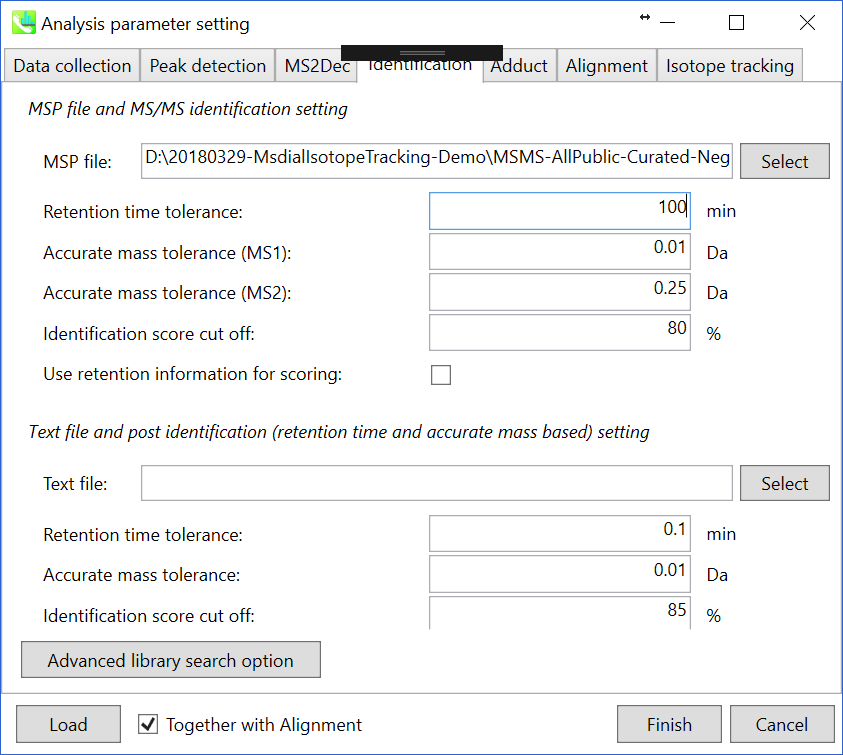 Analysis parameter setting
Data collection Peak detection MS2Dec Identification Adduct Alignment Isotope tracking
MSP file and MS/MS identification setting
MSP file: D:\20180329-MsdialIsotopeTracking-Demo\MSMS-AllPublic-Curated-Neg Select
Retention time tolerance: 100 min
Accurate mass tolerance (MS1): 0.01 Da
Accurate mass tolerance (MS2): 0.25 Da
Identification score cut off: 80 %
Use retention information for scoring:
Text file and post identification (retention time and accurate mass based) setting
Text file: Select
Retention time tolerance: 0.1 min
Accurate mass tolerance: 0.01 Da
Identification score cut off: 85 %
Advanced library search option
Load Together with Alignment Finish Cancel